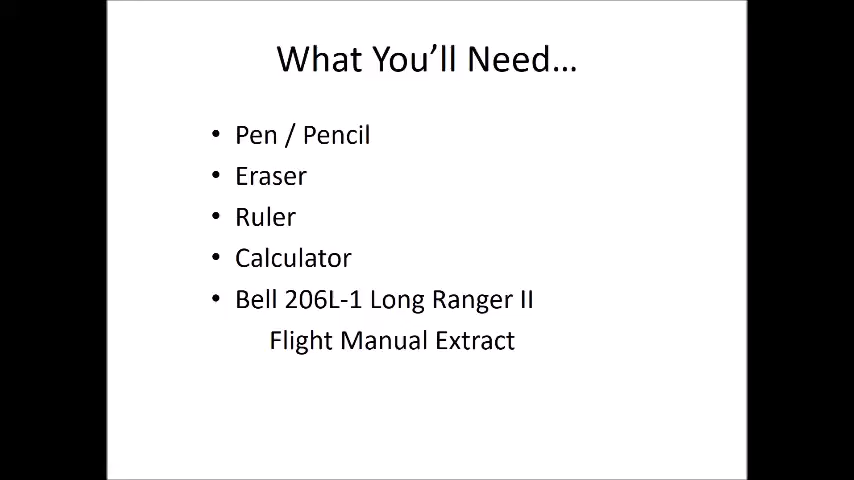 What You’ll Need…
• Pen / Pencil
• Eraser
• Ruler
• Calculator
• Bell 206L-1 Long Ranger II
Flight Manual Extract